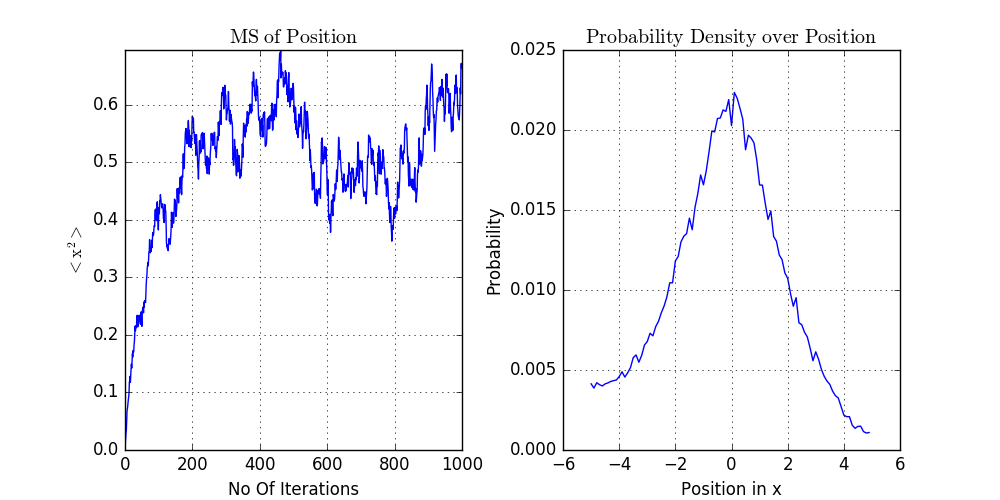 MS of Position
Probability Density over Position
< x² >
0.6
0.5
0.4
0.3
0.2
0.1
0.0
0 200 400 600 800 1000
No Of Iterations
Probability
0.025
0.020
0.015
0.010
0.005
0.000
−6 −4 −2 0 2 4 6
Position in x